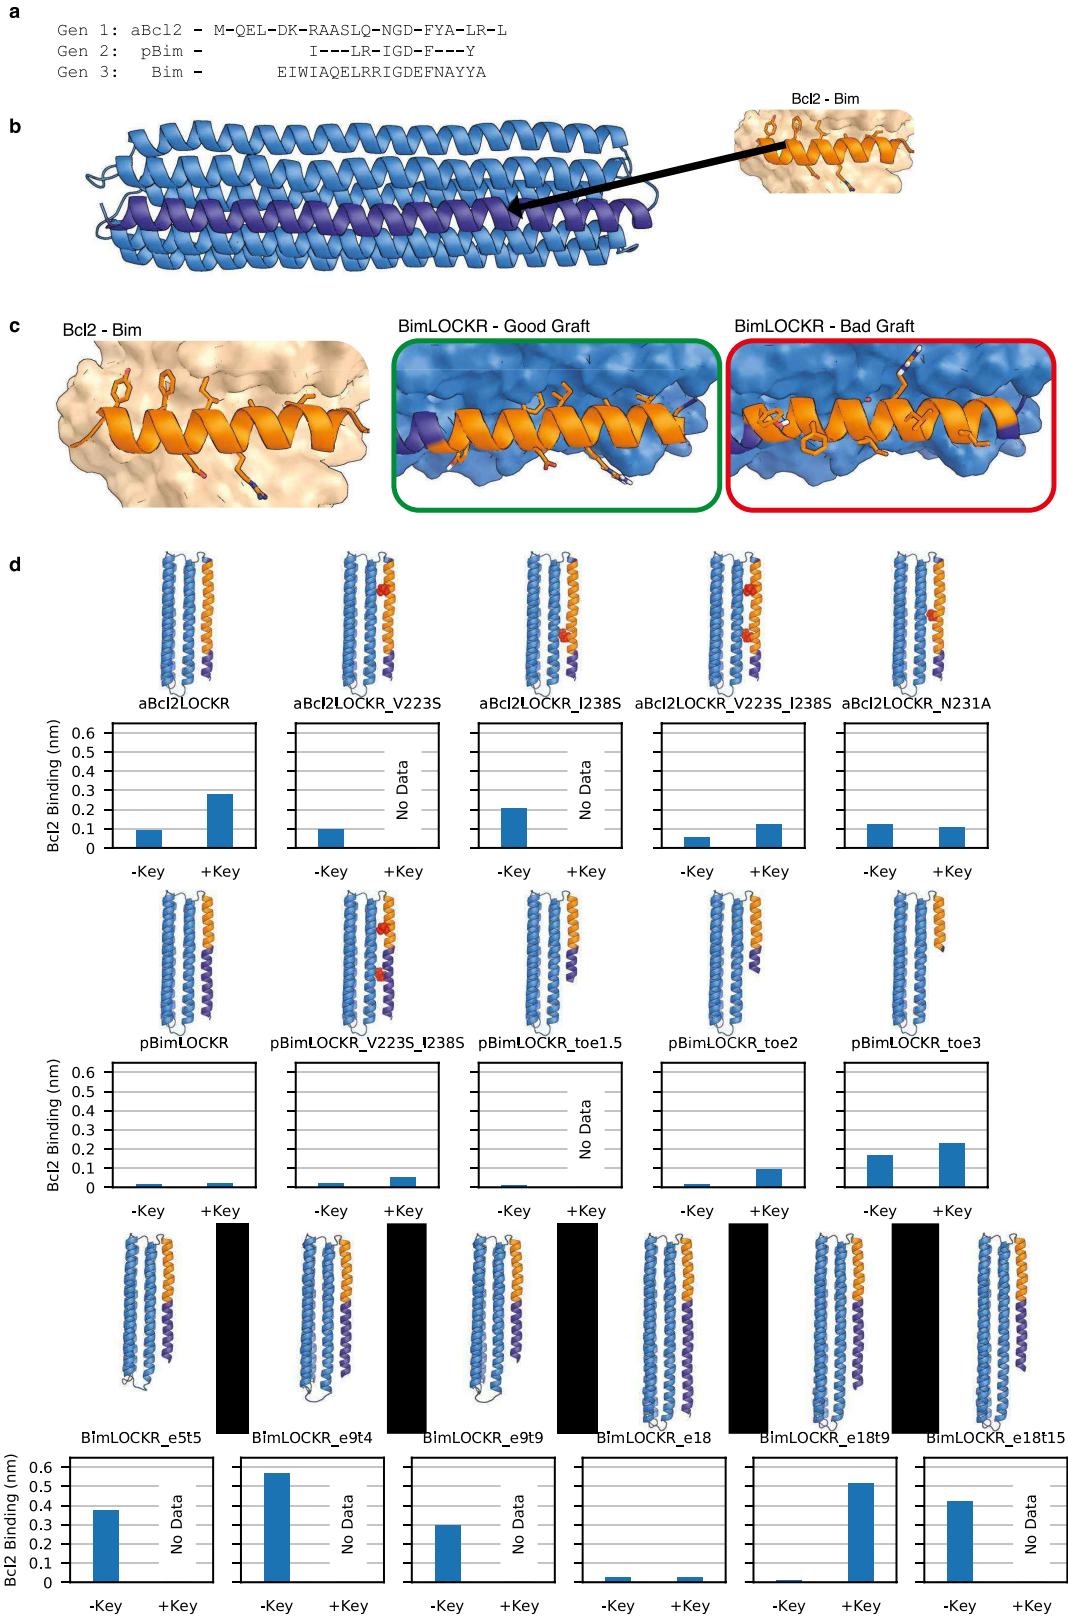 a
Gen 1: aBcl2 - M-QEL-DK-RAASLQ-NGD-FYA-LR-L
Gen 2: pBim - I---LR-IGD-F---Y
Gen 3: Bim - EIWIAQELRRIGDEFNAYYA
b
Bcl2 - Bim
c
Bcl2 - Bim
BimLOCKR - Good Graft
BimLOCKR - Bad Graft
d
aBcl2LOCKR aBcl2LOCKR_V223S aBcl2LOCKR_I238S aBcl2LOCKR_V223S_I238S aBcl2LOCKR_N231A
Bcl2 Binding (nm)
0.6
0.5
0.4
0.3
0.2
0.1
0
No Data
No Data
-Key +Key -Key +Key -Key +Key -Key +Key -Key +Key
pBimLOCKR pBimLOCKR_V223S_I238S pBimLOCKR_toe1.5 pBimLOCKR_toe2 pBimLOCKR_toe3
Bcl2 Binding (nm)
0.6
0.5
0.4
0.3
0.2
0.1
0
No Data
-Key +Key -Key +Key -Key +Key -Key +Key -Key +Key
BimLOCKR_e5t5 BimLOCKR_e9t4 BimLOCKR_e9t9 BimLOCKR_e18 BimLOCKR_e18t9 BimLOCKR_e18t15
Bcl2 Binding (nm)
0.6
0.5
0.4
0.3
0.2
0.1
0
No Data
No Data
No Data
No Data
-Key +Key -Key +Key -Key +Key -Key +Key -Key +Key -Key +Key